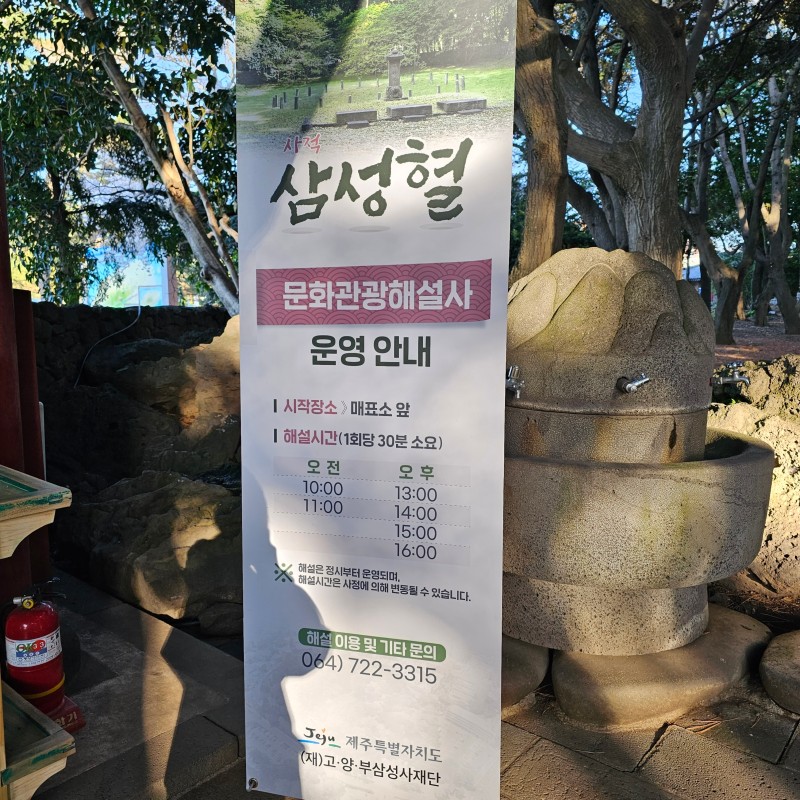 사적
삼성혈
문화관광해설사
운영 안내
시작장소 》 매표소 앞
해설시간(1회당 30분 소요)
오 전 오 후
10:00 13:00
11:00 14:00
15:00
16:00
※ 해설은 정시부터 운영되며,
해설시간은 사정에 의해 변동될 수 있습니다.
해설 이용 및 기타 문의
064) 722-3315
Jeju 제주특별자치도
(재)고·양·부삼성사재단